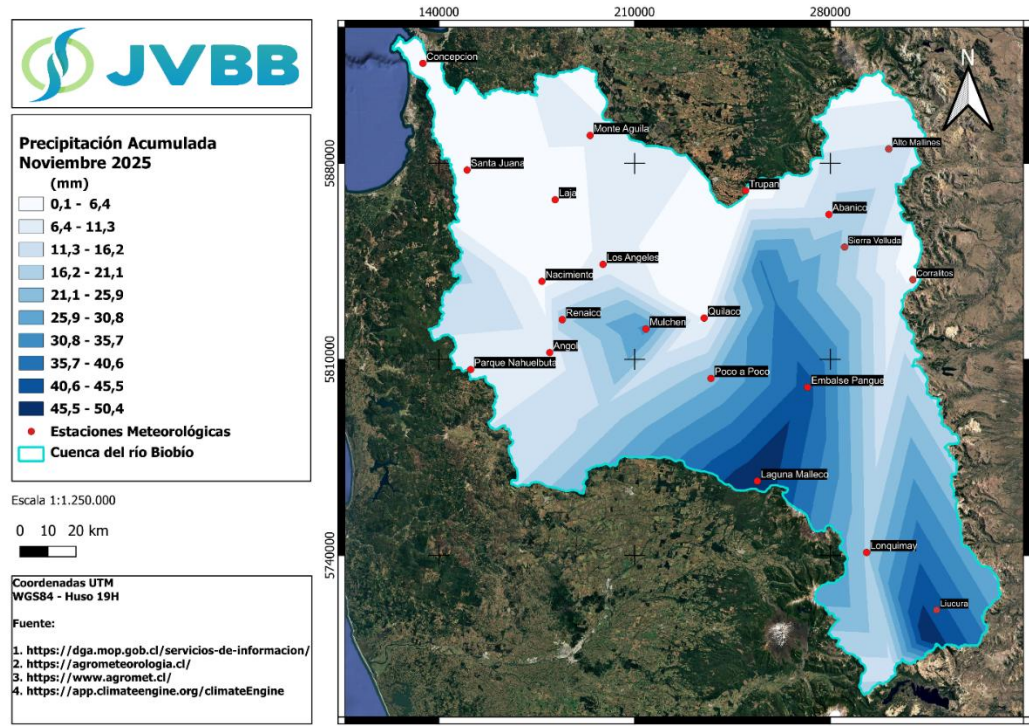 JVBB
Precipitación Acumulada
Noviembre 2025
(mm)
0,1 - 6,4
6,4 - 11,3
11,3 - 16,2
16,2 - 21,1
21,1 - 25,9
25,9 - 30,8
30,8 - 35,7
35,7 - 40,6
40,6 - 45,5
45,5 - 50,4
Estaciones Meteorológicas
Cuenca del río Biobío
Escala 1:1.250.000
0 10 20 km
Coordenadas UTM
WGS84 - Huso 19H
Fuente:
1. https://dga.mop.gob.cl/servicios-de-informacion/
2. https://agrometeorologia.cl/
3. https://www.agromet.cl/
4. https://app.climateengine.org/climateEngine
140000 210000 280000
5880000
5810000
5740000
N
Concepcion
Monte Aguila
Alto Mallines
Santa Juana
Trupan
Laja
Abanico
Sierra Velluda
Los Angeles
Corralitos
Nacimiento
Renaico
Quilaco
Mulchen
Angol
Parque Nahuelbuta
Poco a Poco
Embalse Pangue
Laguna Malleco
Lonquimay
Liucura